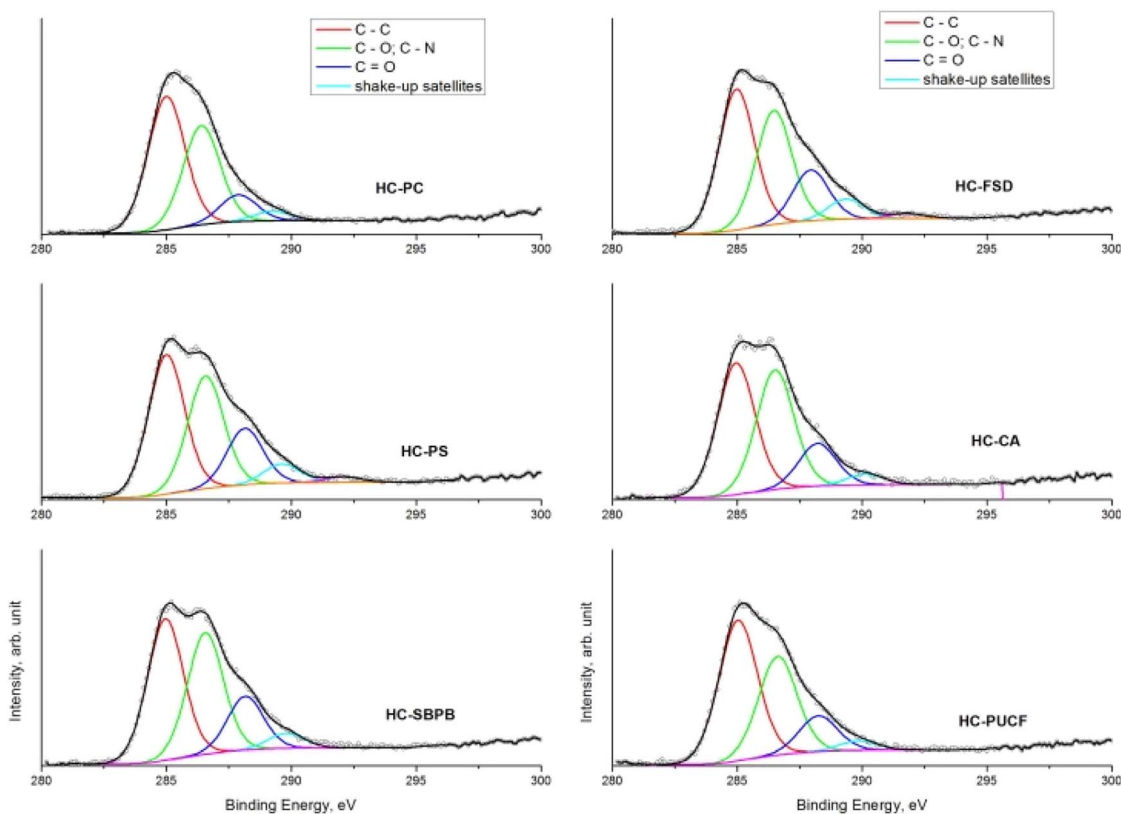 C - C
C - O; C - N
C = O
shake-up satellites
HC-PC
280 285 290 295 300
C - C
C - O; C - N
C = O
shake-up satellites
HC-FSD
280 285 290 295 300
HC-PS
280 285 290 295 300
HC-CA
280 285 290 295 300
Intensity, arb. unit
HC-SBPB
280 285 290 295 300
Binding Energy, eV
Intensity, arb. unit
HC-PUCF
280 285 290 295 300
Binding Energy, eV